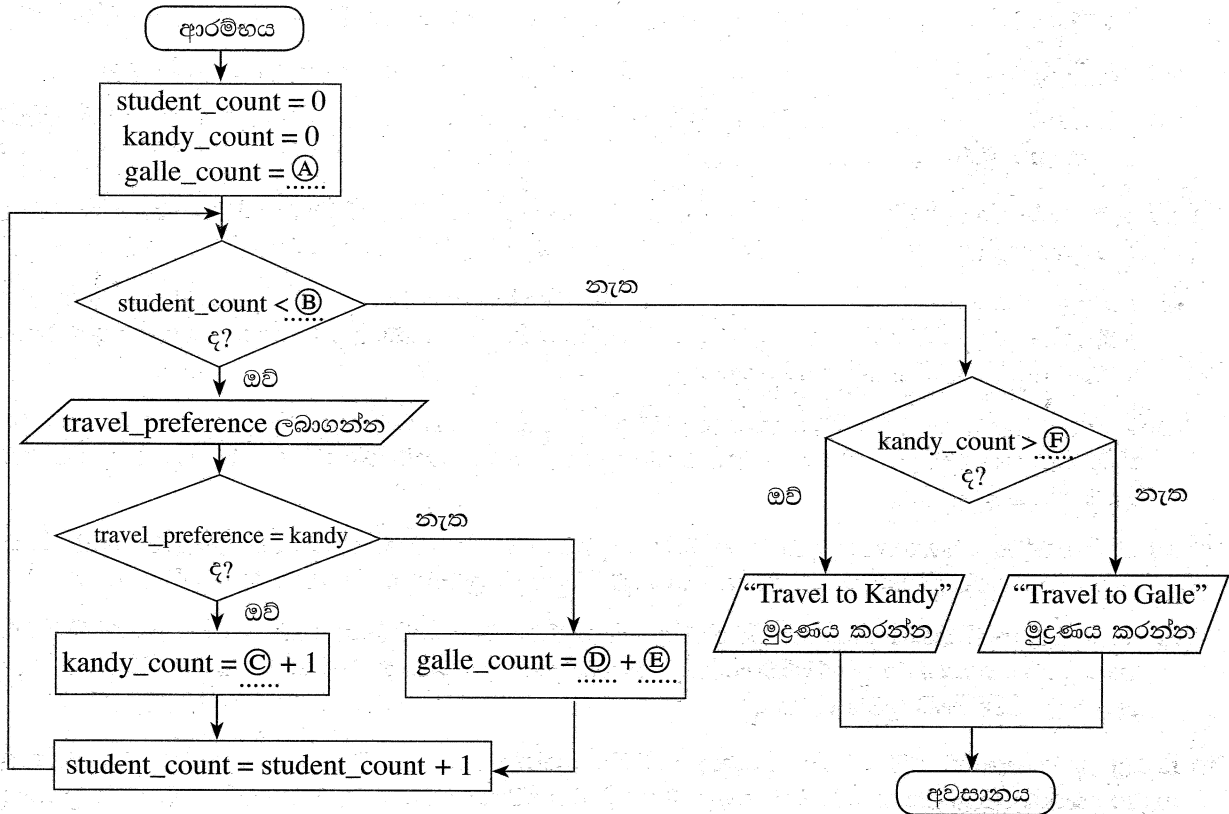 ආරම්භය
student_count = 0
kandy_count = 0
galle_count = Ⓐ
student_count < Ⓑ
ද?
නැත
ඔව්
travel_preference ලබාගන්න
travel_preference = kandy
ද?
නැත
ඔව්
kandy_count = Ⓒ + 1
galle_count = Ⓓ + Ⓔ
student_count = student_count + 1
kandy_count > Ⓕ
ද?
ඔව්
නැත
“Travel to Kandy”
මුද්‍රණය කරන්න
“Travel to Galle”
මුද්‍රණය කරන්න
අවසානය